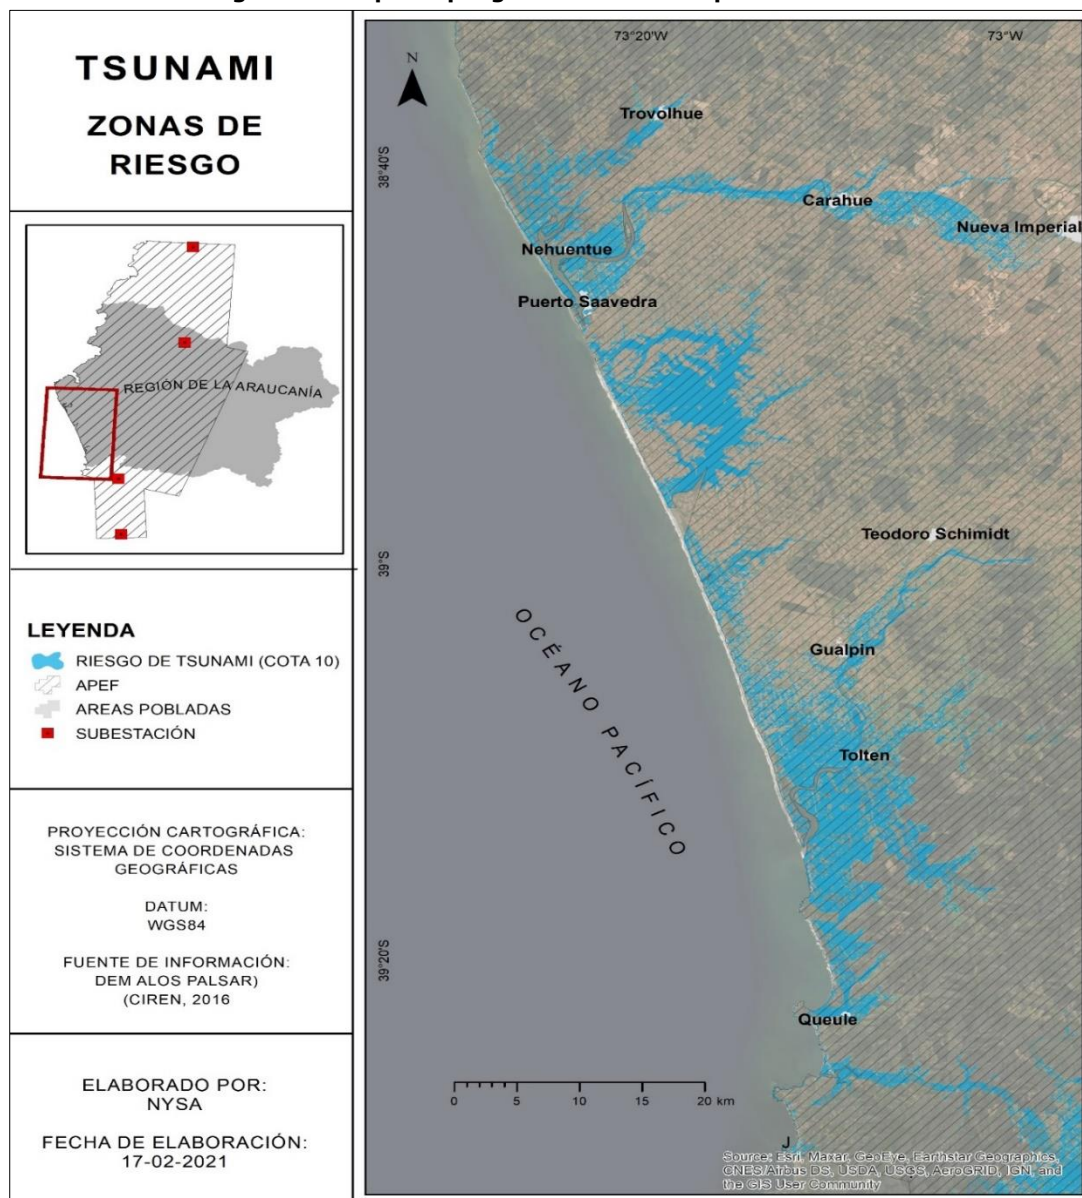 TSUNAMI
ZONAS DE
RIESGO
REGIÓN DE LA ARAUCANÍA
LEYENDA
RIESGO DE TSUNAMI (COTA 10)
APEF
AREAS POBLADAS
SUBESTACIÓN
PROYECCIÓN CARTOGRÁFICA:
SISTEMA DE COORDENADAS
GEOGRÁFICAS
DATUM:
WGS84
FUENTE DE INFORMACIÓN:
DEM ALOS PALSAR)
(CIREN, 2016
ELABORADO POR:
NYSA
FECHA DE ELABORACIÓN:
17-02-2021
73°20'W
73°W
N
38°40'S
39°S
39°20'S
Trovolhue
Carahue
Nueva Imperial
Nehuentue
Puerto Saavedra
Teodoro Schimidt
Gualpin
Tolten
Queule
OCÉANO PACÍFICO
0 5 10 15 20 km
J
Source: Esri, Maxar, GeoEye, Earthstar Geographics,
CNES/Airbus DS, USDA, USGS, AeroGRID, IGN, and
the GIS User Community